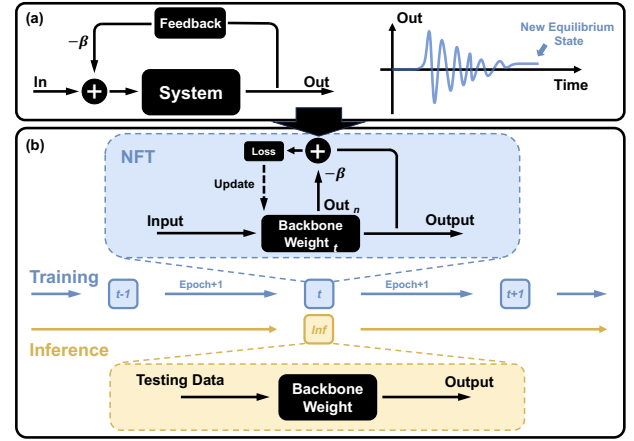 (a)
Feedback
−β
In
+
System
Out
Out
New Equilibrium
State
Time
(b)
NFT
Loss
+
−β
Update
Out n
Input
Backbone
Weight t
Output
Training
t-1
Epoch+1
t
Epoch+1
t+1
Inf
Inference
Testing Data
Backbone
Weight
Output